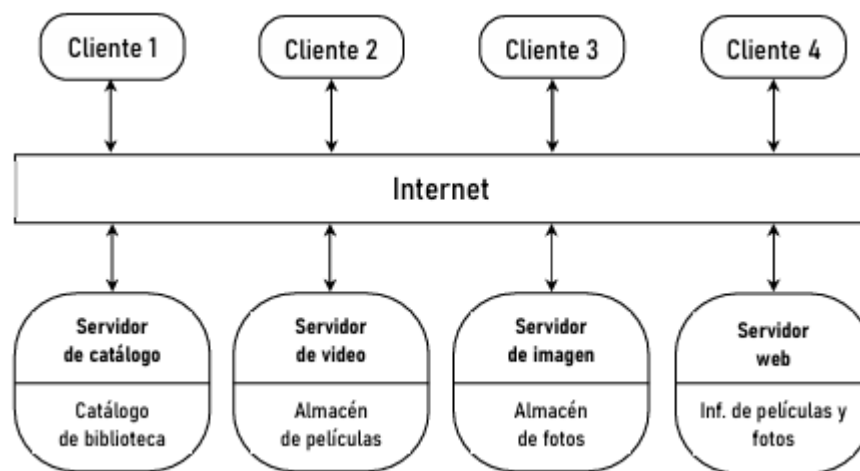 Cliente 1
Cliente 2
Cliente 3
Cliente 4
Internet
Servidor
de catálogo
Catálogo
de biblioteca
Servidor
de video
Almacén
de películas
Servidor
de imagen
Almacén
de fotos
Servidor
web
Inf. de películas y
fotos